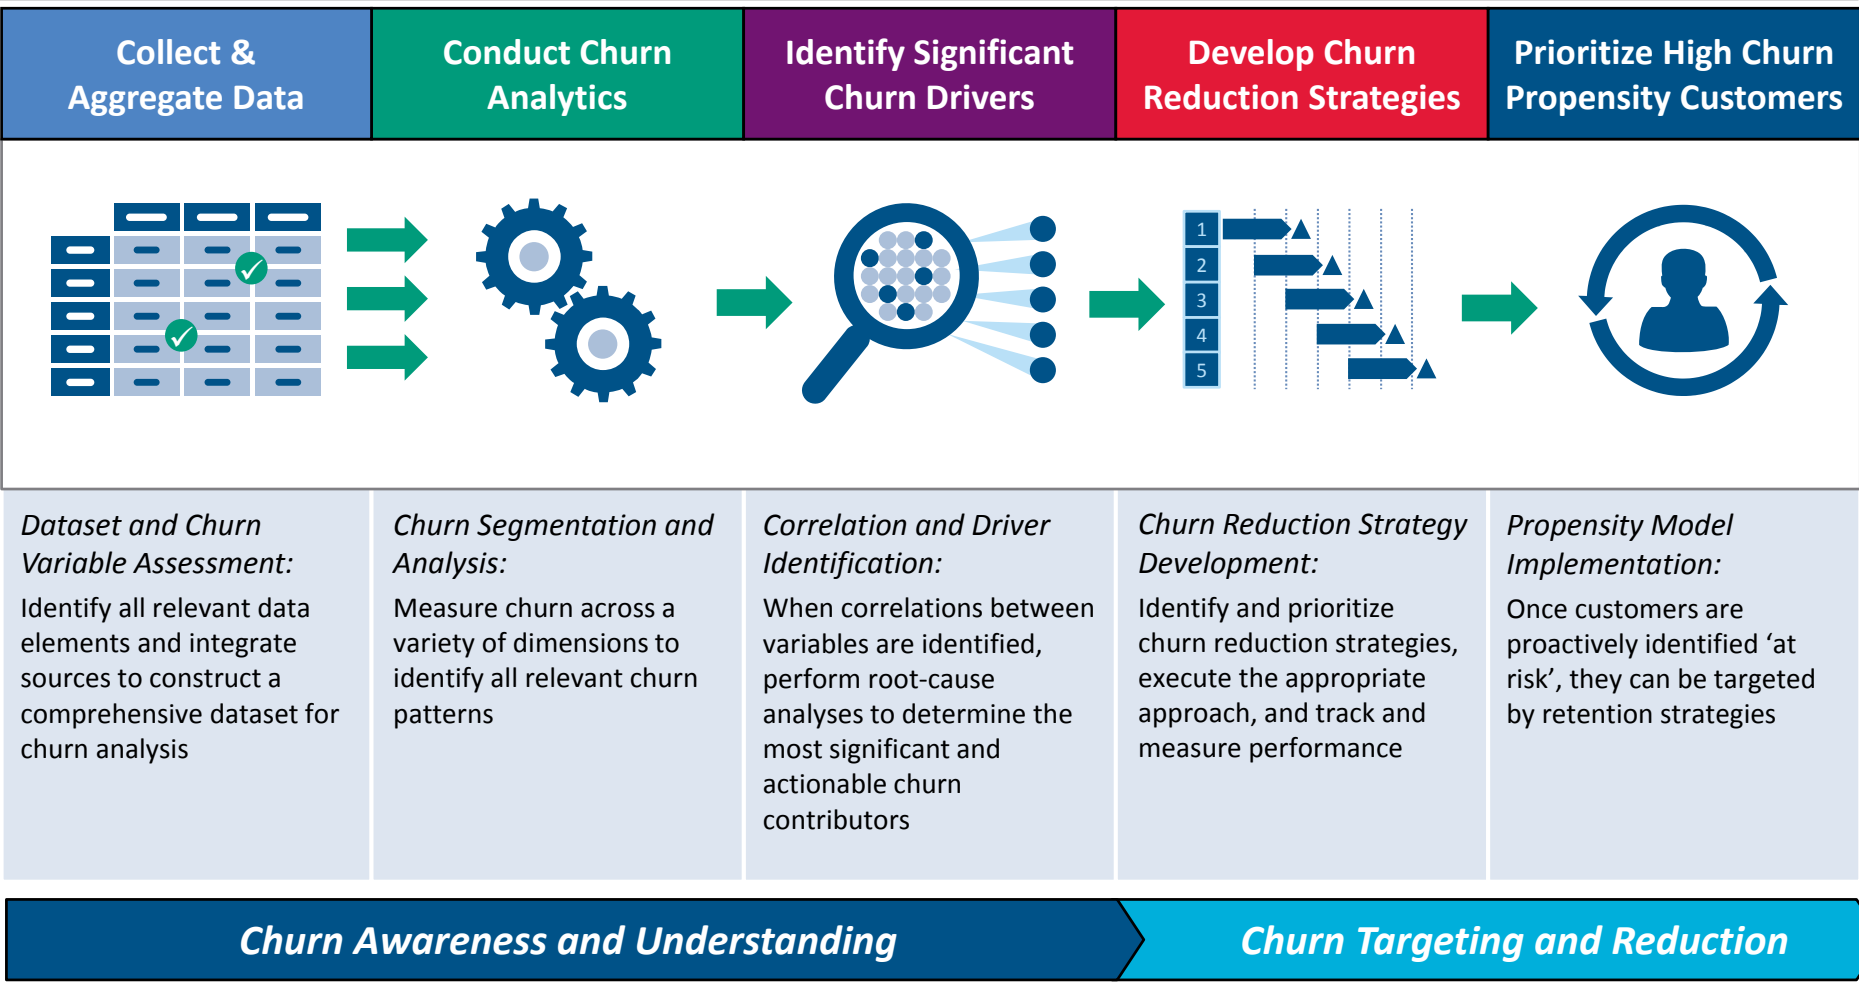 Collect &
Aggregate Data
Conduct Churn
Analytics
Identify Significant
Churn Drivers
Develop Churn
Reduction Strategies
Prioritize High Churn
Propensity Customers
1
2
3
4
5
Dataset and Churn
Variable Assessment:
Identify all relevant data
elements and integrate
sources to construct a
comprehensive dataset for
churn analysis
Churn Segmentation and
Analysis:
Measure churn across a
variety of dimensions to
identify all relevant churn
patterns
Correlation and Driver
Identification:
When correlations between
variables are identified,
perform root-cause
analyses to determine the
most significant and
actionable churn
contributors
Churn Reduction Strategy
Development:
Identify and prioritize
churn reduction strategies,
execute the appropriate
approach, and track and
measure performance
Propensity Model
Implementation:
Once customers are
proactively identified ‘at
risk’, they can be targeted
by retention strategies
Churn Awareness and Understanding
Churn Targeting and Reduction